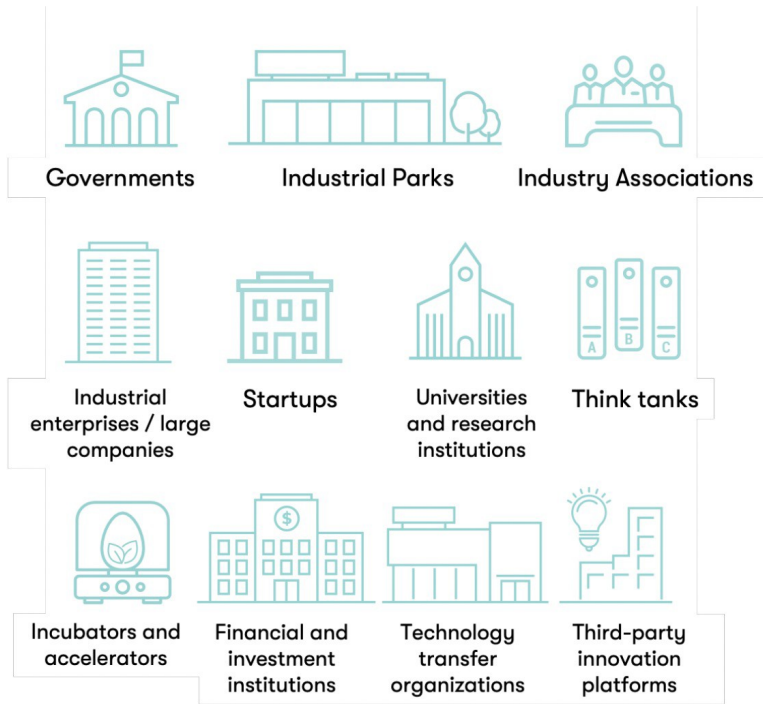 Governments
Industrial Parks
Industry Associations
A
B
C
Industrial
enterprises / large
companies
Startups
Universities
and research
institutions
Think tanks
$
Incubators and
accelerators
Financial and
investment
institutions
Technology
transfer
organizations
Third-party
innovation
platforms